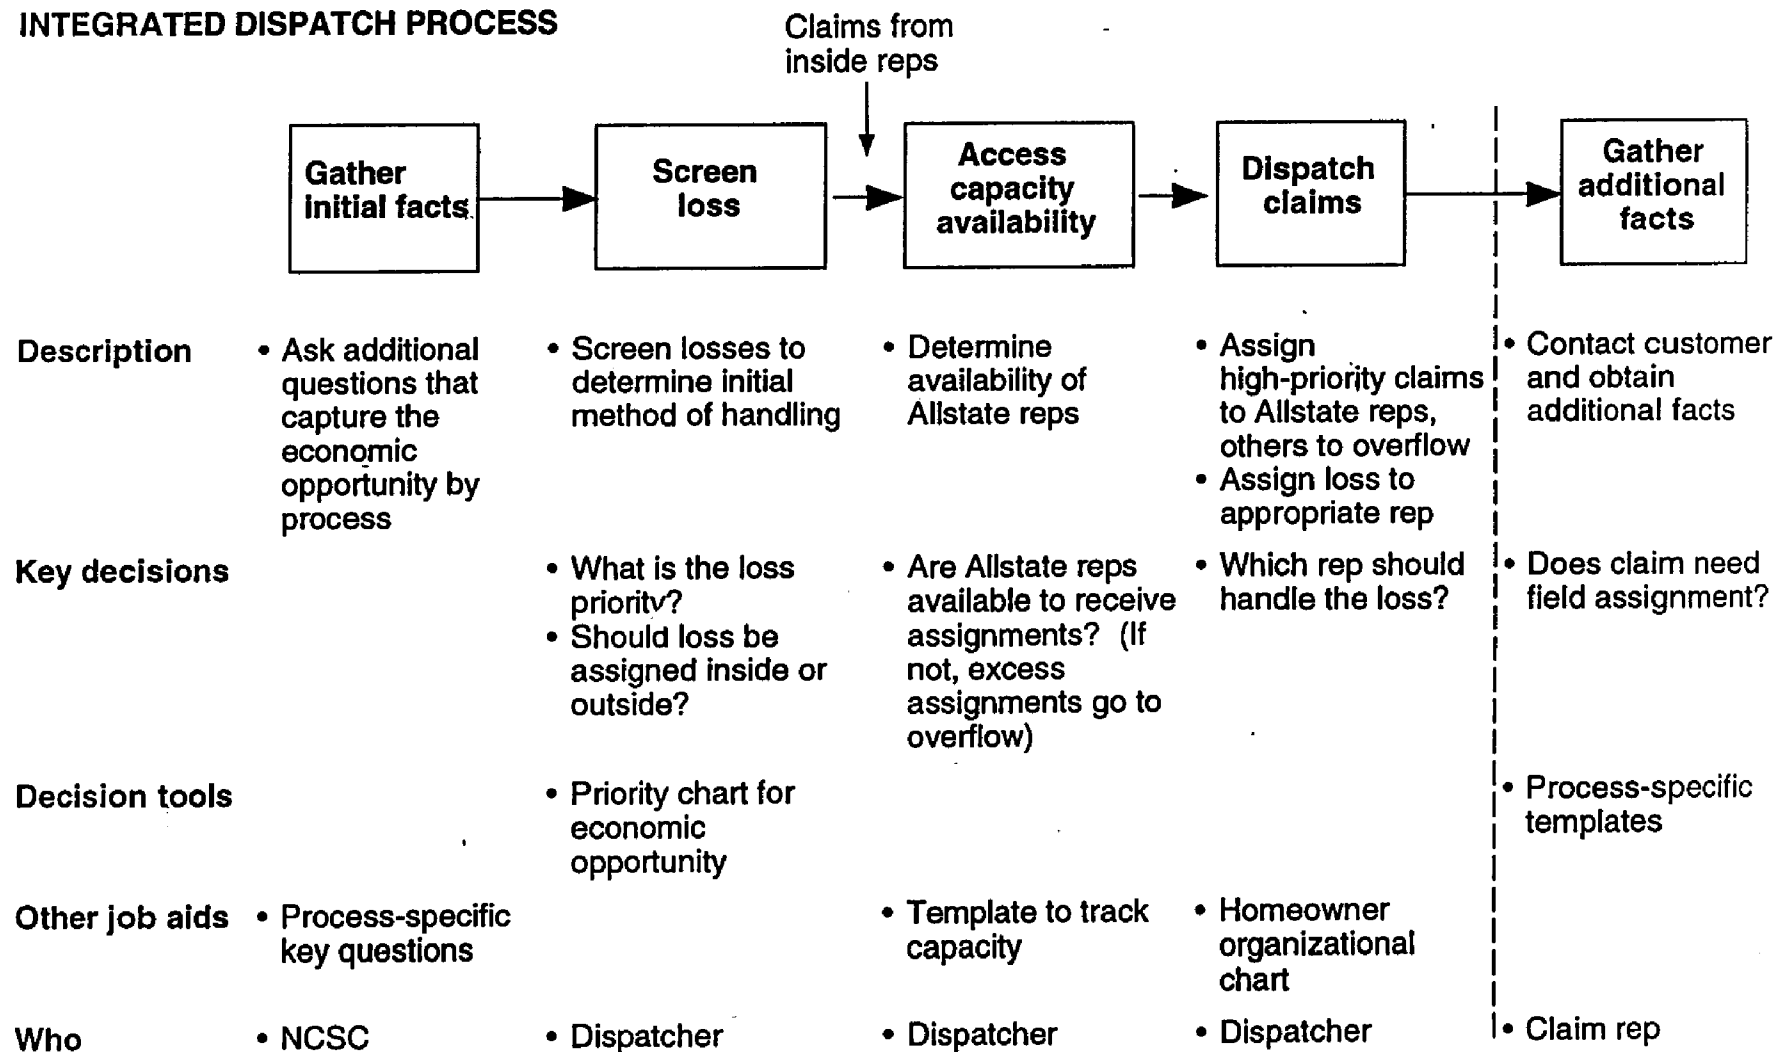 INTEGRATED DISPATCH PROCESS
Claims from
inside reps
Gather
initial facts
Screen
loss
Access
capacity
availability
Dispatch
claims
Gather
additional
facts
Description
• Ask additional
questions that
capture the
economic
opportunity by
process
• Screen losses to
determine initial
method of handling
• Determine
availability of
Allstate reps
• Assign
high-priority claims
to Allstate reps,
others to overflow
• Assign loss to
appropriate rep
• Contact customer
and obtain
additional facts
Key decisions
• What is the loss
priority?
• Should loss be
assigned inside or
outside?
• Are Allstate reps
available to receive
assignments? (If
not, excess
assignments go to
overflow)
• Which rep should
handle the loss?
• Does claim need
field assignment?
Decision tools
• Priority chart for
economic
opportunity
• Process-specific
templates
Other job aids
• Process-specific
key questions
• Template to track
capacity
• Homeowner
organizational
chart
Who
• NCSC
• Dispatcher
• Dispatcher
• Dispatcher
• Claim rep